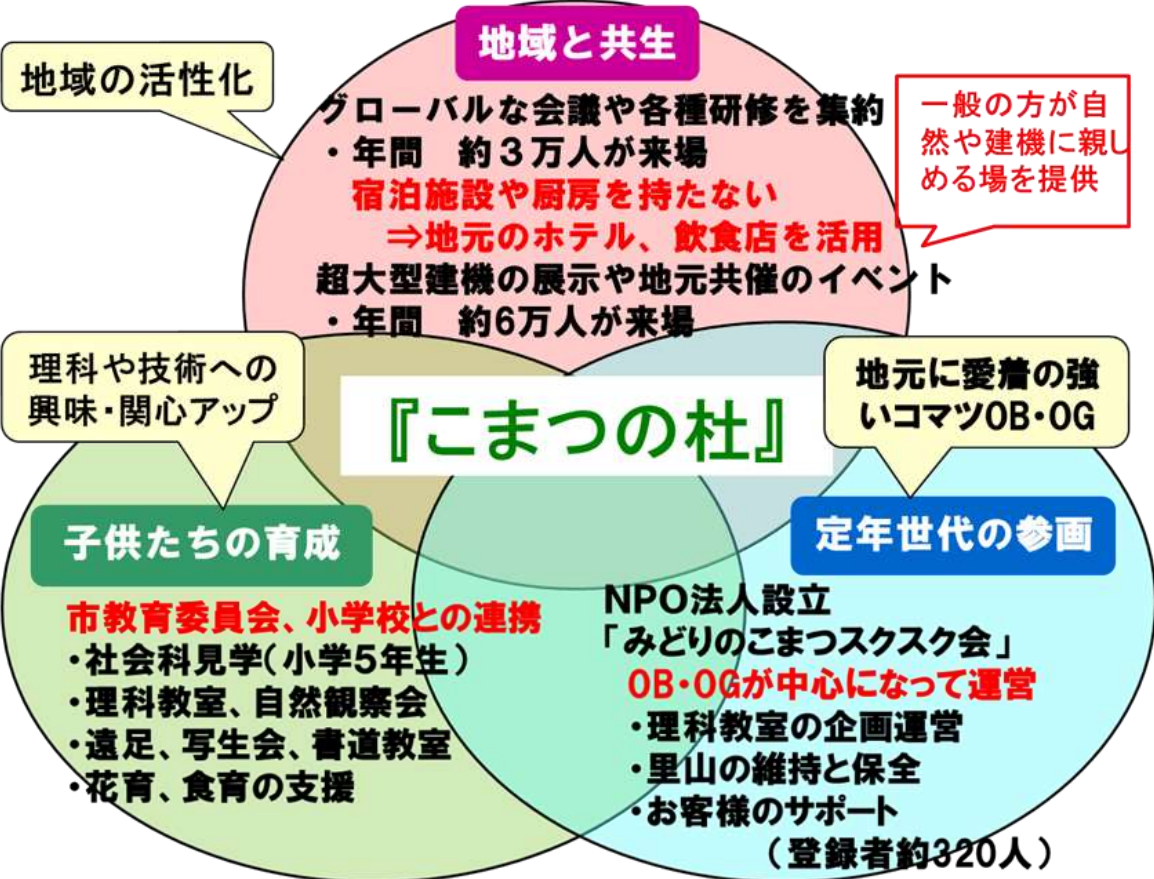 地域と共生
地域の活性化
グローバルな会議や各種研修を集約
・年間 約3万人が来場
宿泊施設や厨房を持たない
⇒地元のホテル、飲食店を活用
超大型建機の展示や地元共催のイベント
・年間 約6万人が来場
一般の方が自
然や建機に親し
める場を提供
『こまつの杜』
理科や技術への
興味・関心アップ
子供たちの育成
市教育委員会、小学校との連携
・社会科見学(小学5年生)
・理科教室、自然観察会
・遠足、写生会、書道教室
・花育、食育の支援
地元に愛着の強
いコマツOB・OG
定年世代の参画
NPO法人設立
「みどりのこまつスクスク会」
OB・OGが中心になって運営
・理科教室の企画運営
・里山の維持と保全
・お客様のサポート
(登録者約320人)